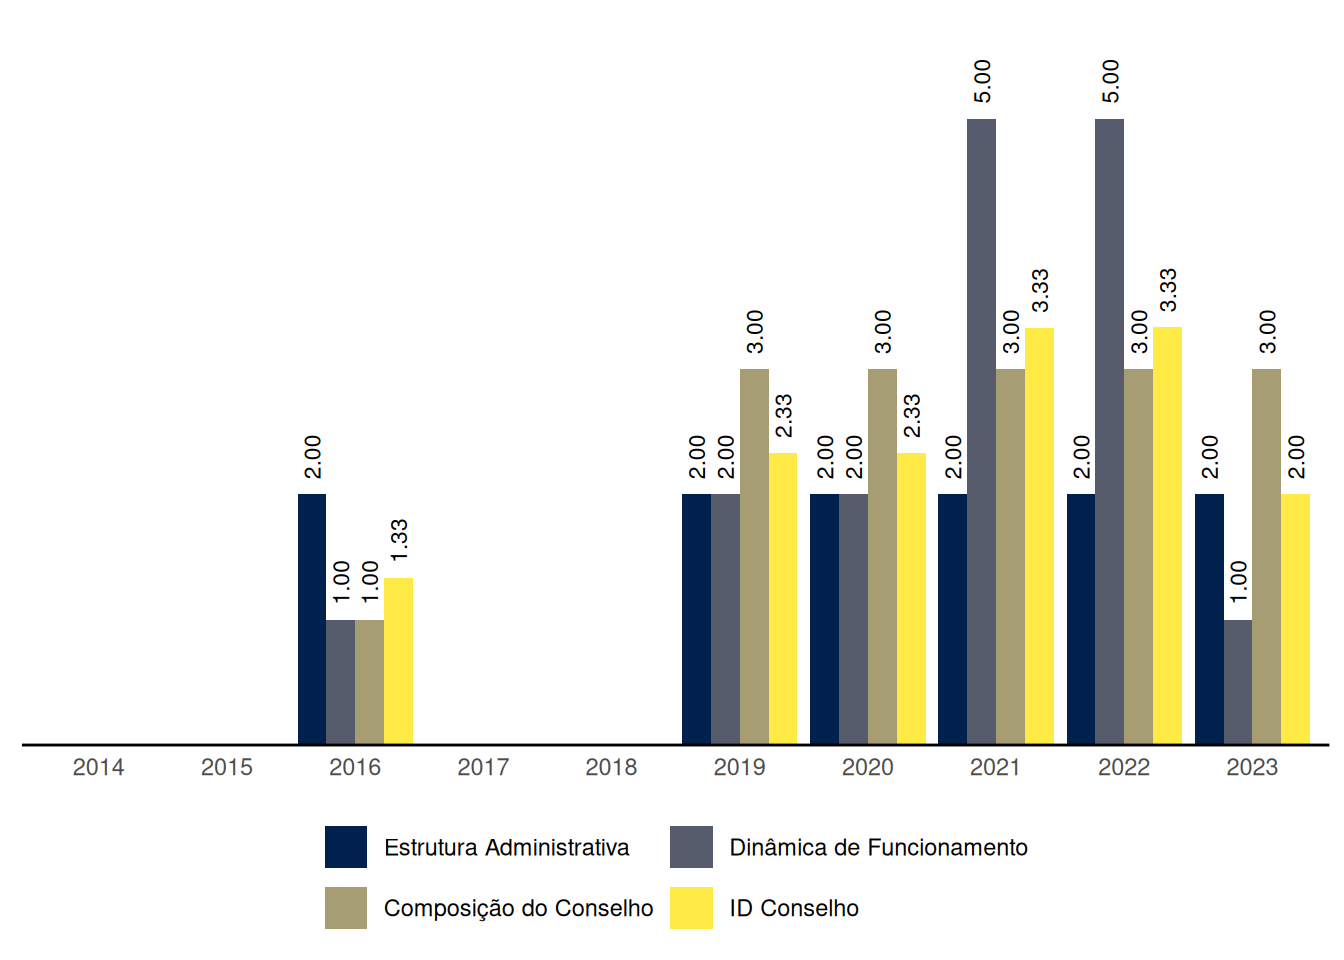 5.00 5.00
3.33 3.33
3.00 3.00 3.00 3.00 3.00
2.33 2.33
2.00 2.00 2.00 2.00 2.00 2.00 2.00 2.00 2.00
1.33
1.00 1.00 1.00
2014 2015 2016 2017 2018 2019 2020 2021 2022 2023
Estrutura Administrativa Dinâmica de Funcionamento
Composição do Conselho ID Conselho